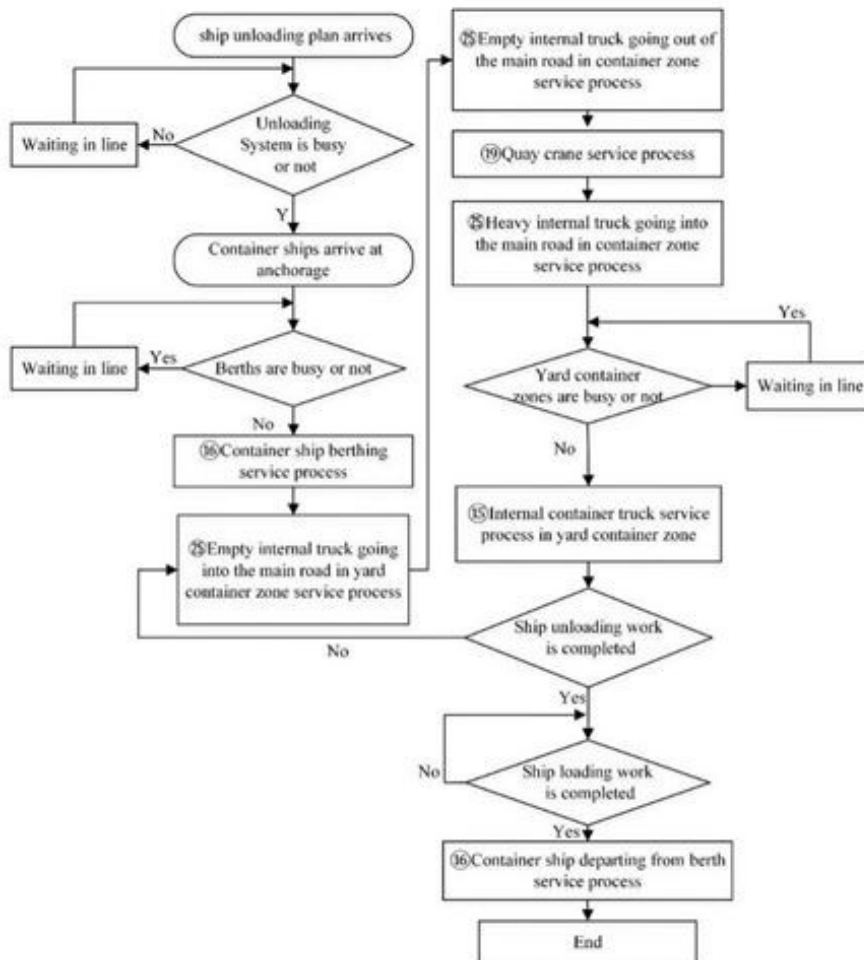 ship unloading plan arrives
Unloading
System is busy
or not
No
Waiting in line
Y
Container ships arrive at
anchorage
Berths are busy or not
Yes
Waiting in line
No
⑯Container ship berthing
service process
㉕Empty internal truck going
into the main road in yard
container zone service process
㉕Empty internal truck going out of
the main road in container zone
service process
⑲Quay crane service process
㉕Heavy internal truck going into
the main road in container zone
service process
Yes
Yard container
zones are busy or not
Waiting in line
No
⑮Internal container truck service
process in yard container zone
Ship unloading work
is completed
No
Yes
Ship loading work
is completed
No
Yes
⑯Container ship departing from berth
service process
End